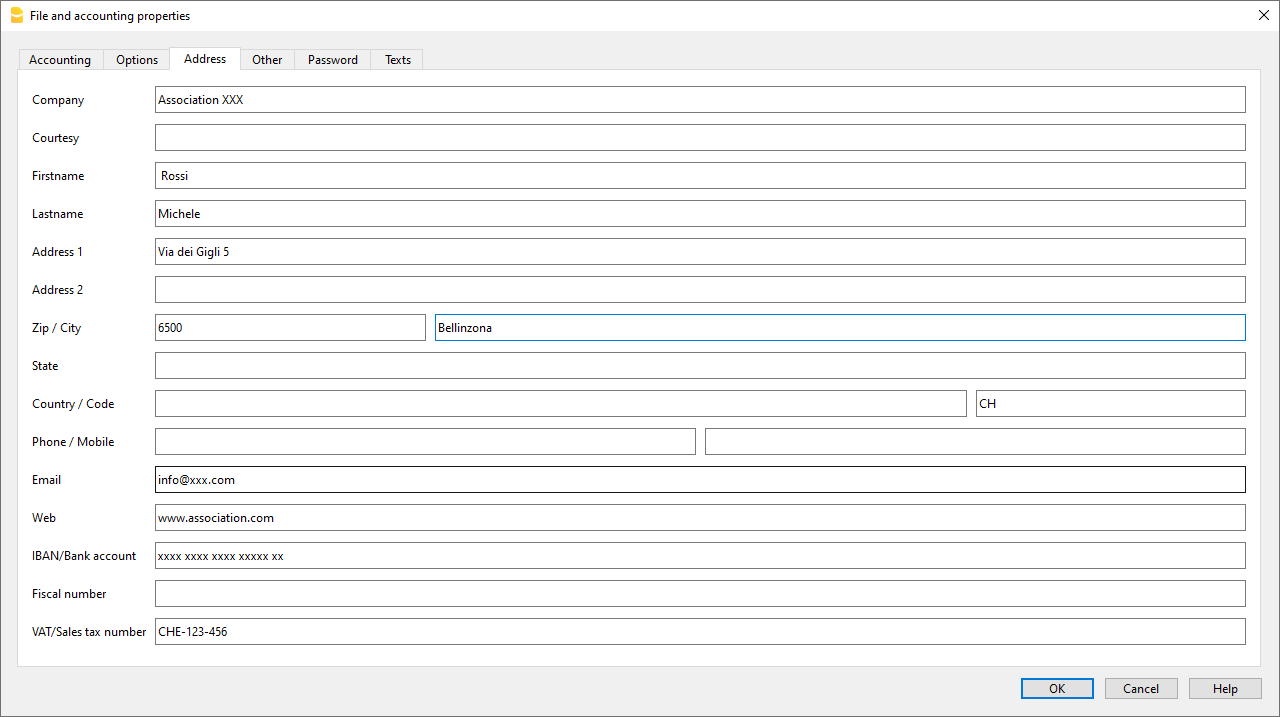 File and accounting properties
Accounting Options Address Other Password Texts
Company Association XXX
Courtesy
Firstname Rossi
Lastname Michele
Address 1 Via dei Gigli 5
Address 2
Zip / City 6500 Bellinzona
State
Country / Code CH
Phone / Mobile
Email info@xxx.com
Web www.association.com
IBAN/Bank account xxxx xxxx xxxx xxxxx xx
Fiscal number
VAT/Sales tax number CHE-123-456
OK Cancel Help